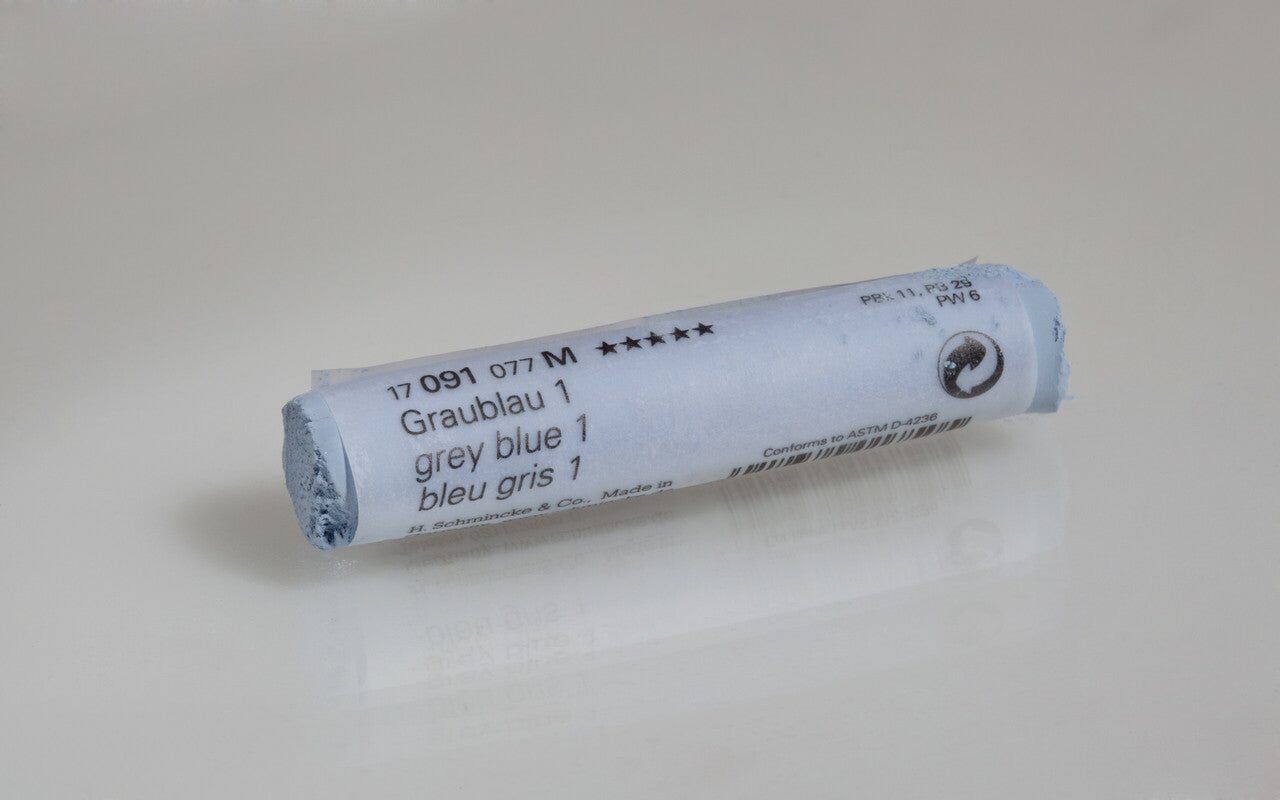 17 091 077 M ★★★★★
Graublau 1
grey blue 1
bleu gris 1
H. Schmincke & Co., Made in
PBk 11, PB 29
PW 6
Conforms to ASTM D-4236